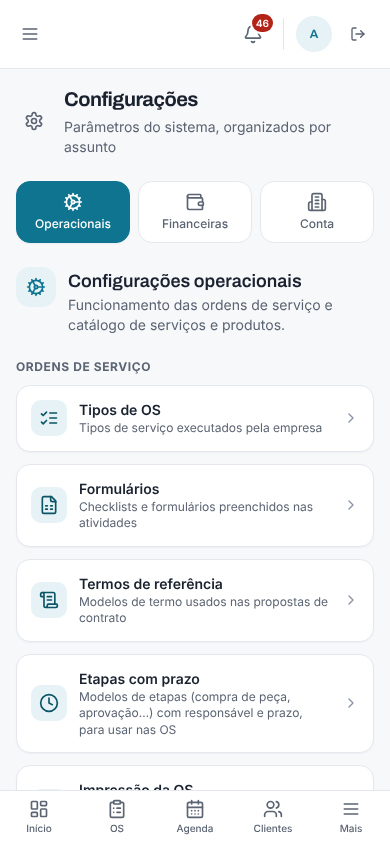 46
A
Configurações
Parâmetros do sistema, organizados por
assunto
Operacionais
Financeiras
Conta
Configurações operacionais
Funcionamento das ordens de serviço e
catálogo de serviços e produtos.
ORDENS DE SERVIÇO
Tipos de OS
Tipos de serviço executados pela empresa
Formulários
Checklists e formulários preenchidos nas
atividades
Termos de referência
Modelos de termo usados nas propostas de
contrato
Etapas com prazo
Modelos de etapas (compra de peça,
aprovação...) com responsável e prazo,
para usar nas OS
Impressão da OS
Início
OS
Agenda
Clientes
Mais